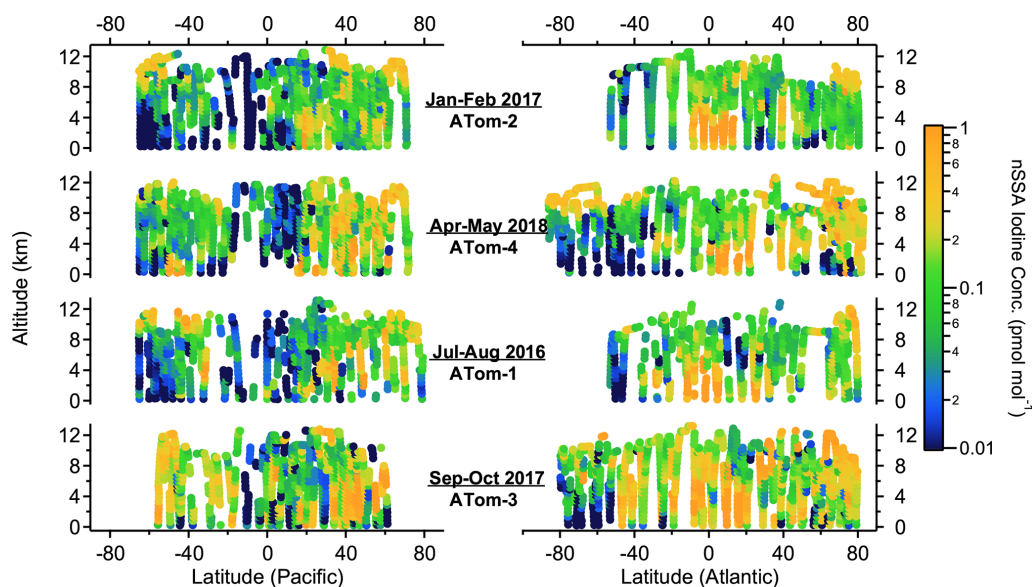 -80 -40 0 40 80 -80 -40 0 40 80
12 12
8 8
Jan-Feb 2017
4 ATom-2 4
0 0
12 12
8 8
Apr-May 2018
4 ATom-4 4
0 0
12 12
8 8
Jul-Aug 2016
4 ATom-1 4
0 0
12 12
8 8
Sep-Oct 2017
4 ATom-3 4
0 0
-80 -40 0 40 80 -80 -40 0 40 80
Latitude (Pacific) Latitude (Atlantic)
Altitude (km)
1
8
6
4
2
0.1
8
6
4
2
0.01
nSSA Iodine Conc. (pmol mol⁻¹)